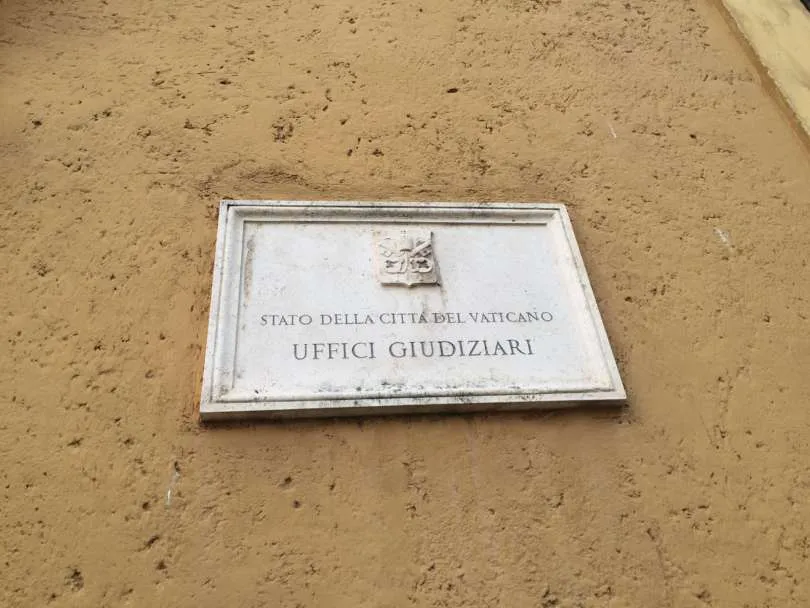 STATO DELLA CITTÀ DEL VATICANO
UFFICI GIUDIZIARI